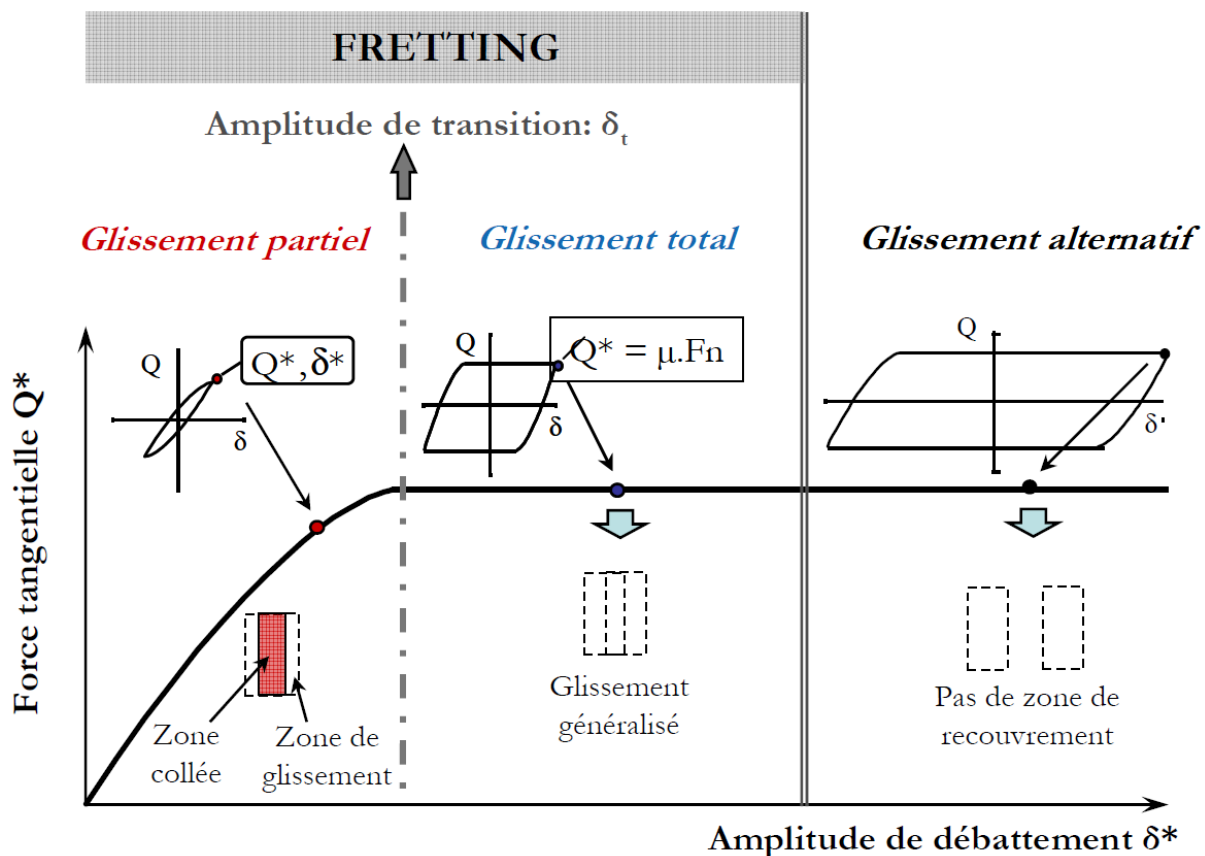 FRETTING
Amplitude de transition: δt
Glissement partiel
Glissement total
Glissement alternatif
Q
Q*,δ*
δ
Q
Q* = μ.Fn
δ
Q
δ
Force tangentielle Q*
Zone
collée
Zone de
glissement
Glissement
généralisé
Pas de zone de
recouvrement
Amplitude de débattement δ*